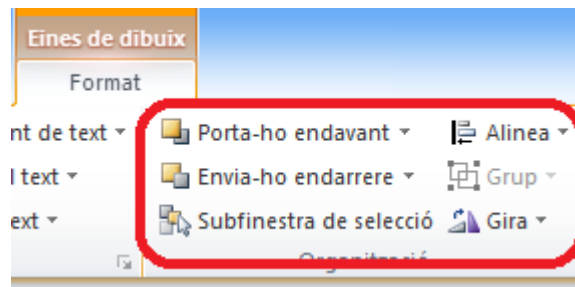 Eines de dibuix
Format
nt de text Porta-ho endavant Alinea
l text Envia-ho endarrere Grup
ext Subfinestra de selecció Gira
Organització